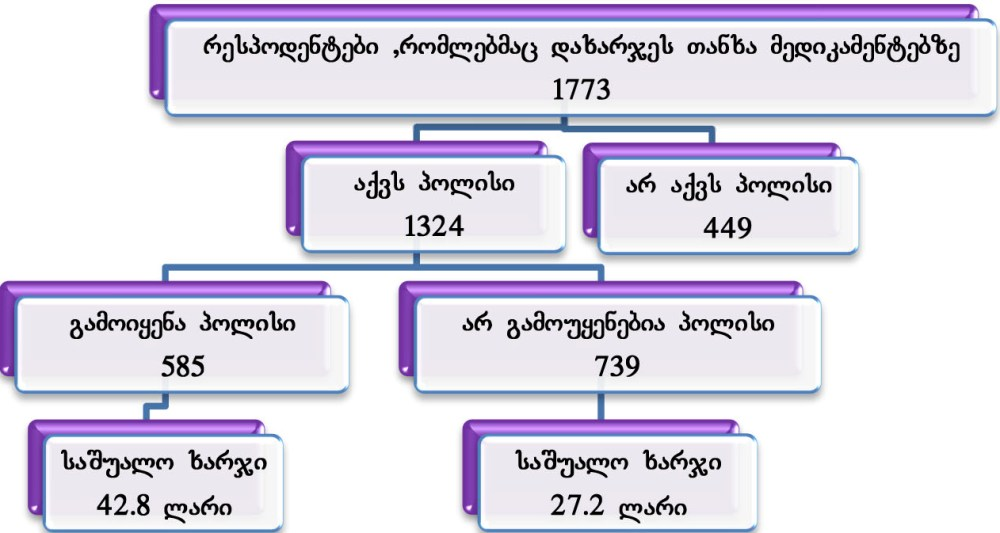 რესპოდენტები ,რომლებმაც დახარჯეს თანხა მედიკამენტებზე
1773
აქვს პოლისი
1324
არ აქვს პოლისი
449
გამოიყენა პოლისი
585
არ გამოუყენებია პოლისი
739
საშუალო ხარჯი
42.8 ლარი
საშუალო ხარჯი
27.2 ლარი